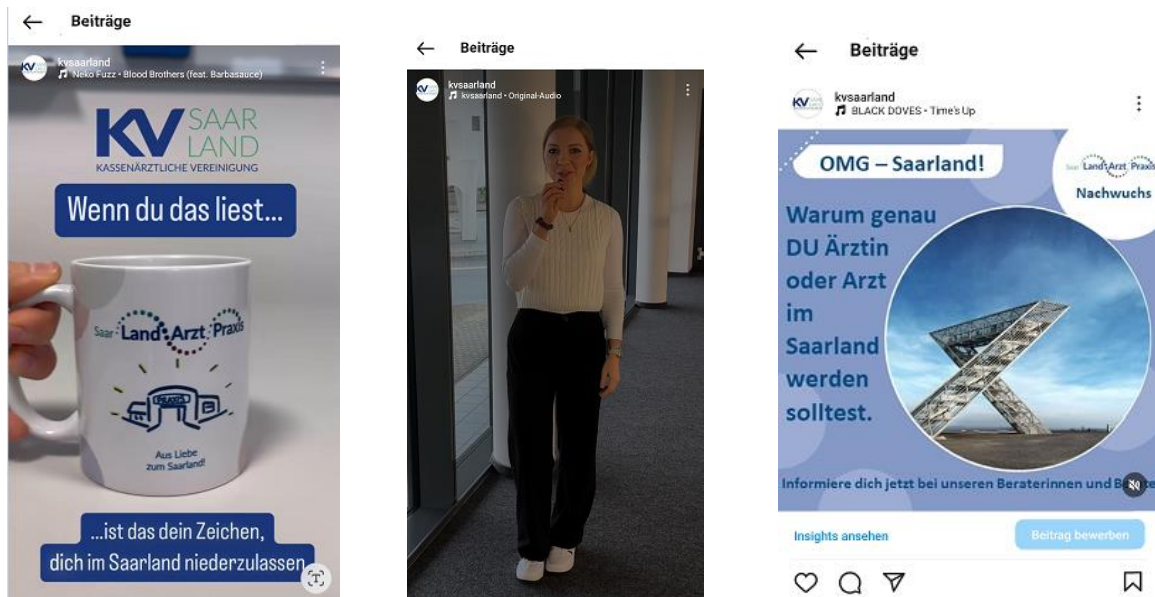 Beiträge
kvsaarland
Neko Fuzz • Blood Brothers (feat. Barbasauce)
KV SAAR
LAND
KASSENÄRZTLICHE VEREINIGUNG
Wenn du das liest...
Saar Land Arzt Praxis
PRAXIS
Aus Liebe
zum Saarland!
...ist das dein Zeichen,
dich im Saarland niederzulassen
Beiträge
kvsaarland
kvsaarland • Original-Audio
Beiträge
kvsaarland
BLACK DOVES • Time's Up
OMG – Saarland!
Saar Land Arzt Praxis
Nachwuchs
Warum genau
DU Ärztin
oder Arzt
im
Saarland
werden
solltest.
Informiere dich jetzt bei unseren Beraterinnen und
Insights ansehen
Beitrag bewerben